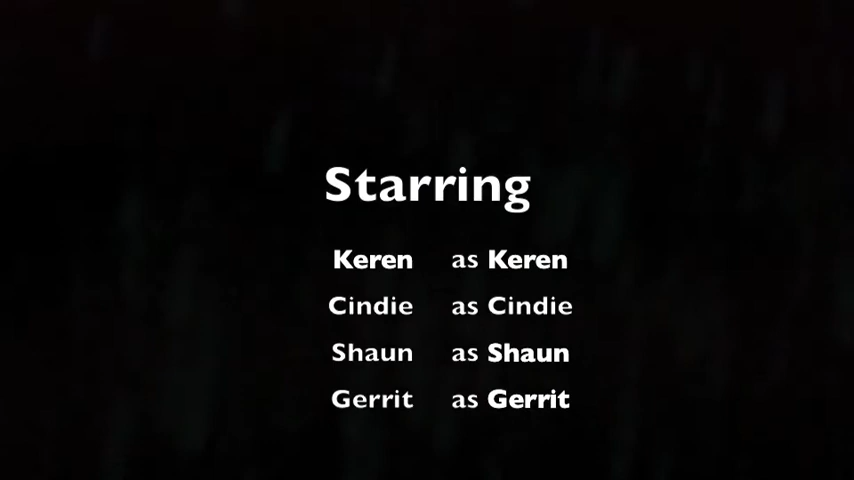 Starring
Keren as Keren
Cindie as Cindie
Shaun as Shaun
Gerrit as Gerrit